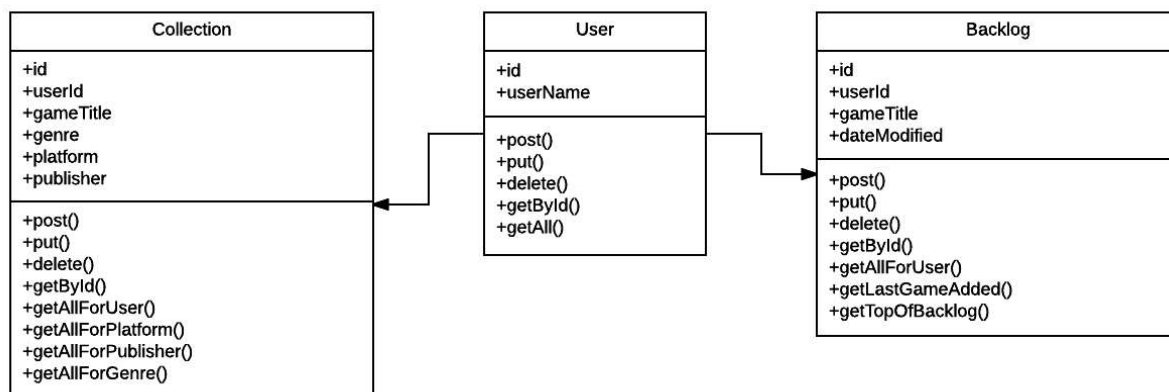 Collection
+id
+userId
+gameTitle
+genre
+platform
+publisher
+post()
+put()
+delete()
+getById()
+getAllForUser()
+getAllForPlatform()
+getAllForPublisher()
+getAllForGenre()
User
+id
+userName
+post()
+put()
+delete()
+getById()
+getAll()
Backlog
+id
+userId
+gameTitle
+dateModified
+post()
+put()
+delete()
+getById()
+getAllForUser()
+getLastGameAdded()
+getTopOfBacklog()